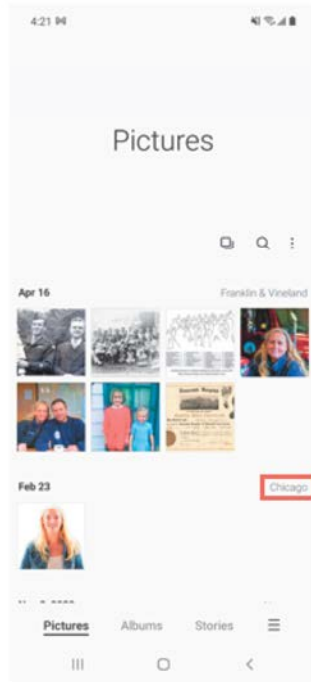 4:21
Pictures
Apr 16 Franklin & Vineland
Feb 23 Chicago
Pictures Albums Stories